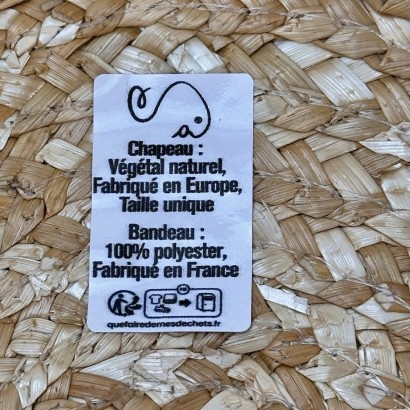 Chapeau :
Végétal naturel,
Fabriqué en Europe,
Taille unique
Bandeau :
100% polyester,
Fabriqué en France
quefairedemesdechets.fr